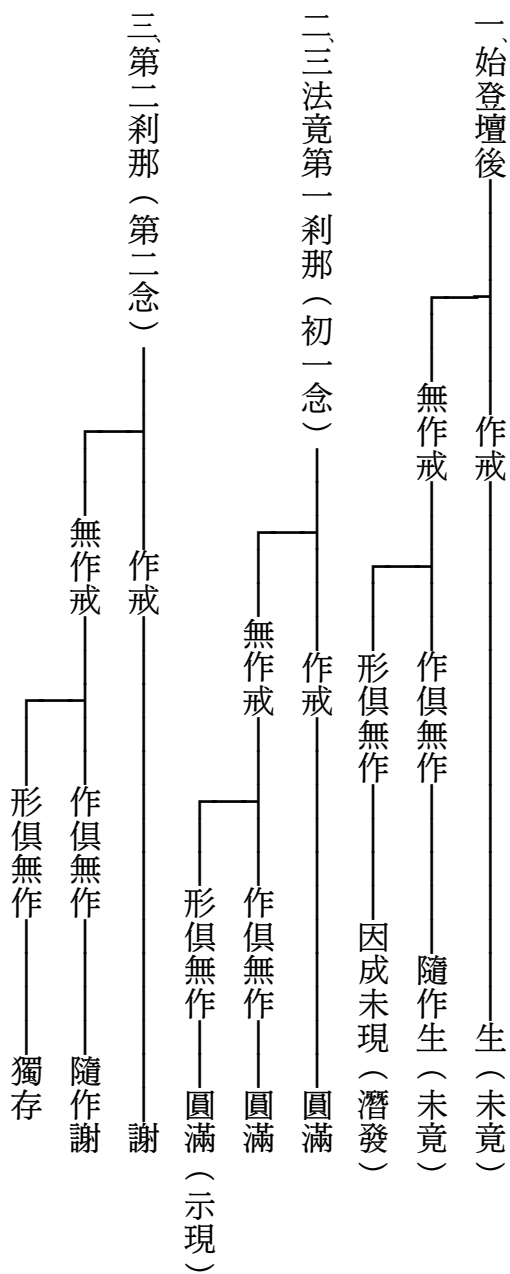 一、始登壇後
作戒
生（未竟）
無作戒
作俱無作
隨作生（未竟）
形俱無作
因成未現（潛發）
二、三法竟第一剎那（初一念）
作戒
圓滿
無作戒
作俱無作
圓滿
形俱無作
圓滿（示現）
三、第二剎那（第二念）
作戒
謝
無作戒
作俱無作
隨作謝
形俱無作
獨存